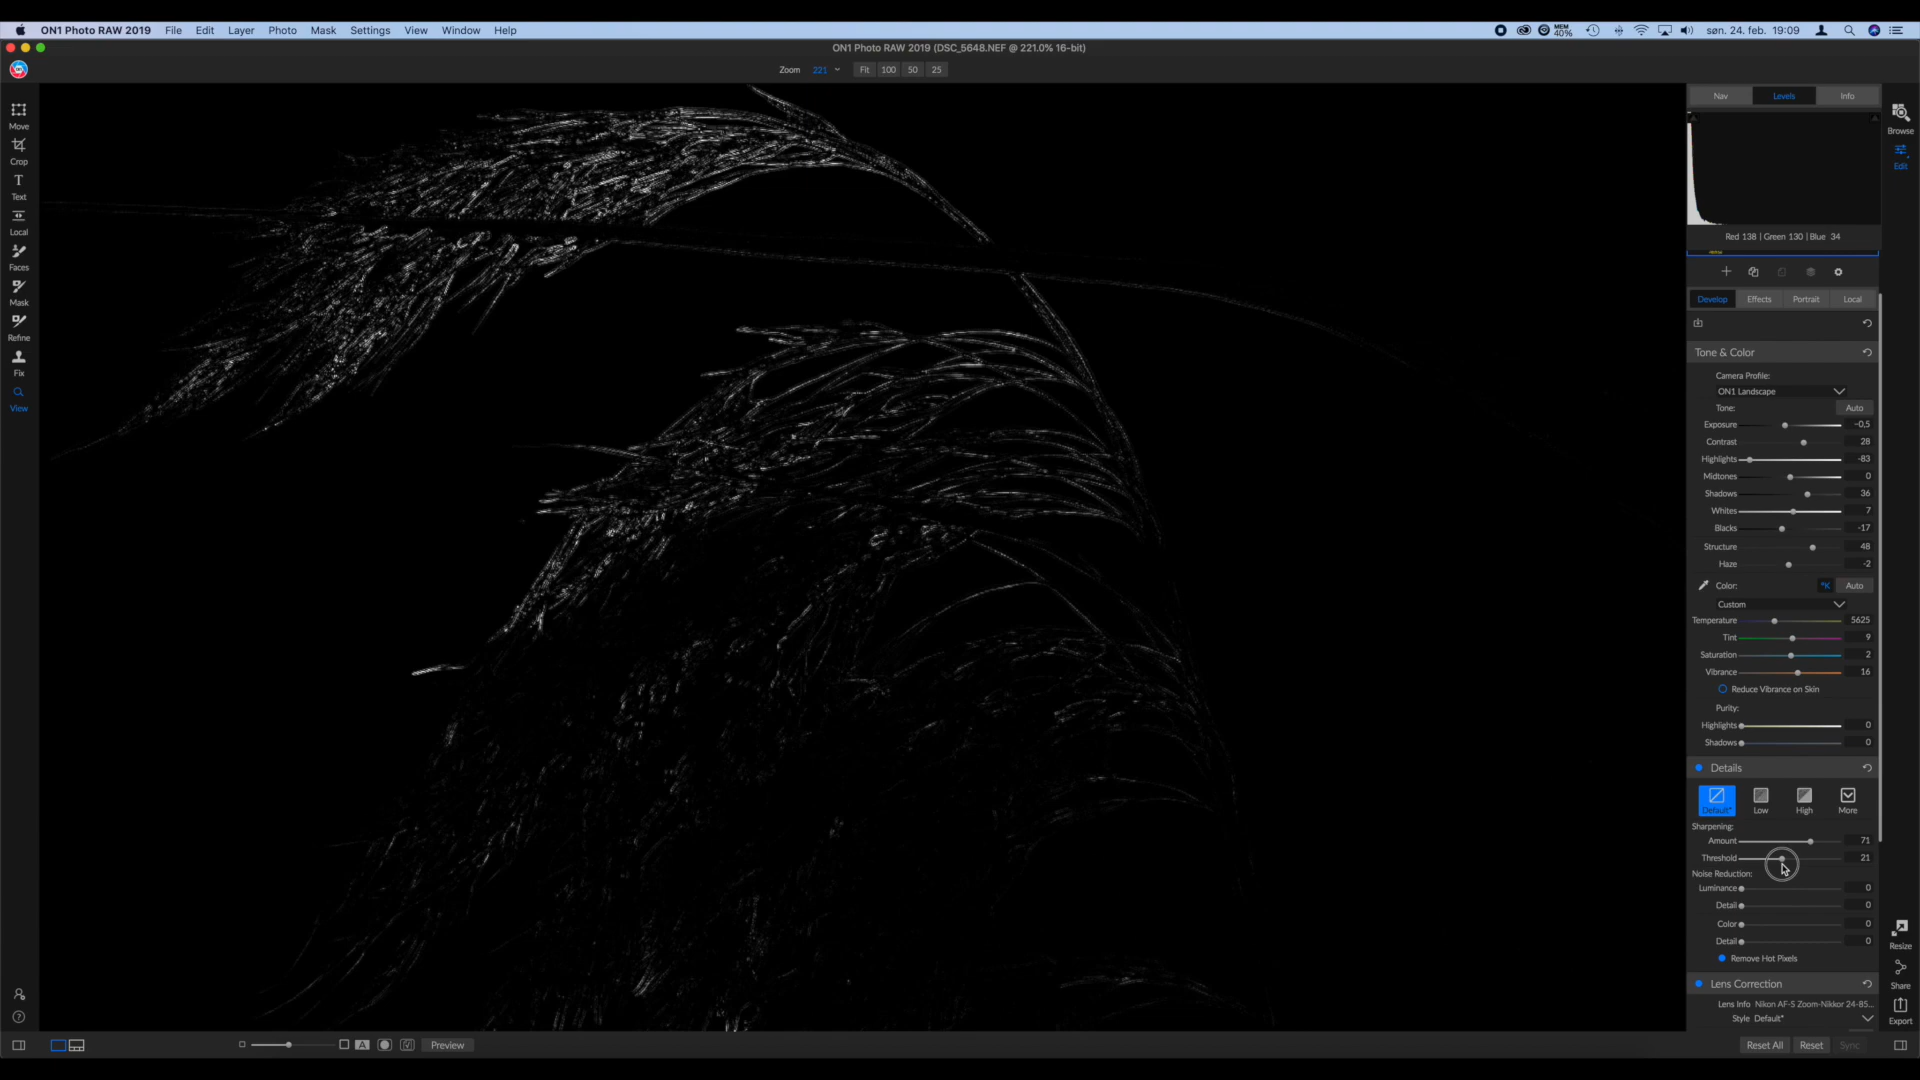 ON1 Photo RAW 2019 File Edit Layer Photo Mask Settings View Window Help MEM 40% søn. 24. feb. 19:09
ON1 Photo RAW 2019 (DSC_5648.NEF @ 221.0% 16-bit)
Zoom 221 Fit 100 50 25
Move
Crop
T
Text
Local
Faces
Mask
Refine
Fix
View
Nav Levels Info
Browse
Edit
Red 138 | Green 130 | Blue 34
Develop Effects Portrait Local
Tone & Color
Camera Profile:
ON1 Landscape
Tone: Auto
Exposure -0,5
Contrast 28
Highlights -83
Midtones 0
Shadows 36
Whites 7
Blacks -17
Structure 48
Haze -2
Color: °K Auto
Custom
Temperature 5625
Tint 9
Saturation 2
Vibrance 16
Reduce Vibrance on Skin
Purity:
Highlights 0
Shadows 0
Details
Default* Low High More
Sharpening:
Amount 71
Threshold 21
Noise Reduction:
Luminance 0
Detail 0
Color 0
Detail 0
Remove Hot Pixels
Lens Correction
Lens Info Nikon AF-S Zoom-Nikkor 24-85...
Style Default*
Resize
Share
Export
A Preview
Reset All Reset Sync